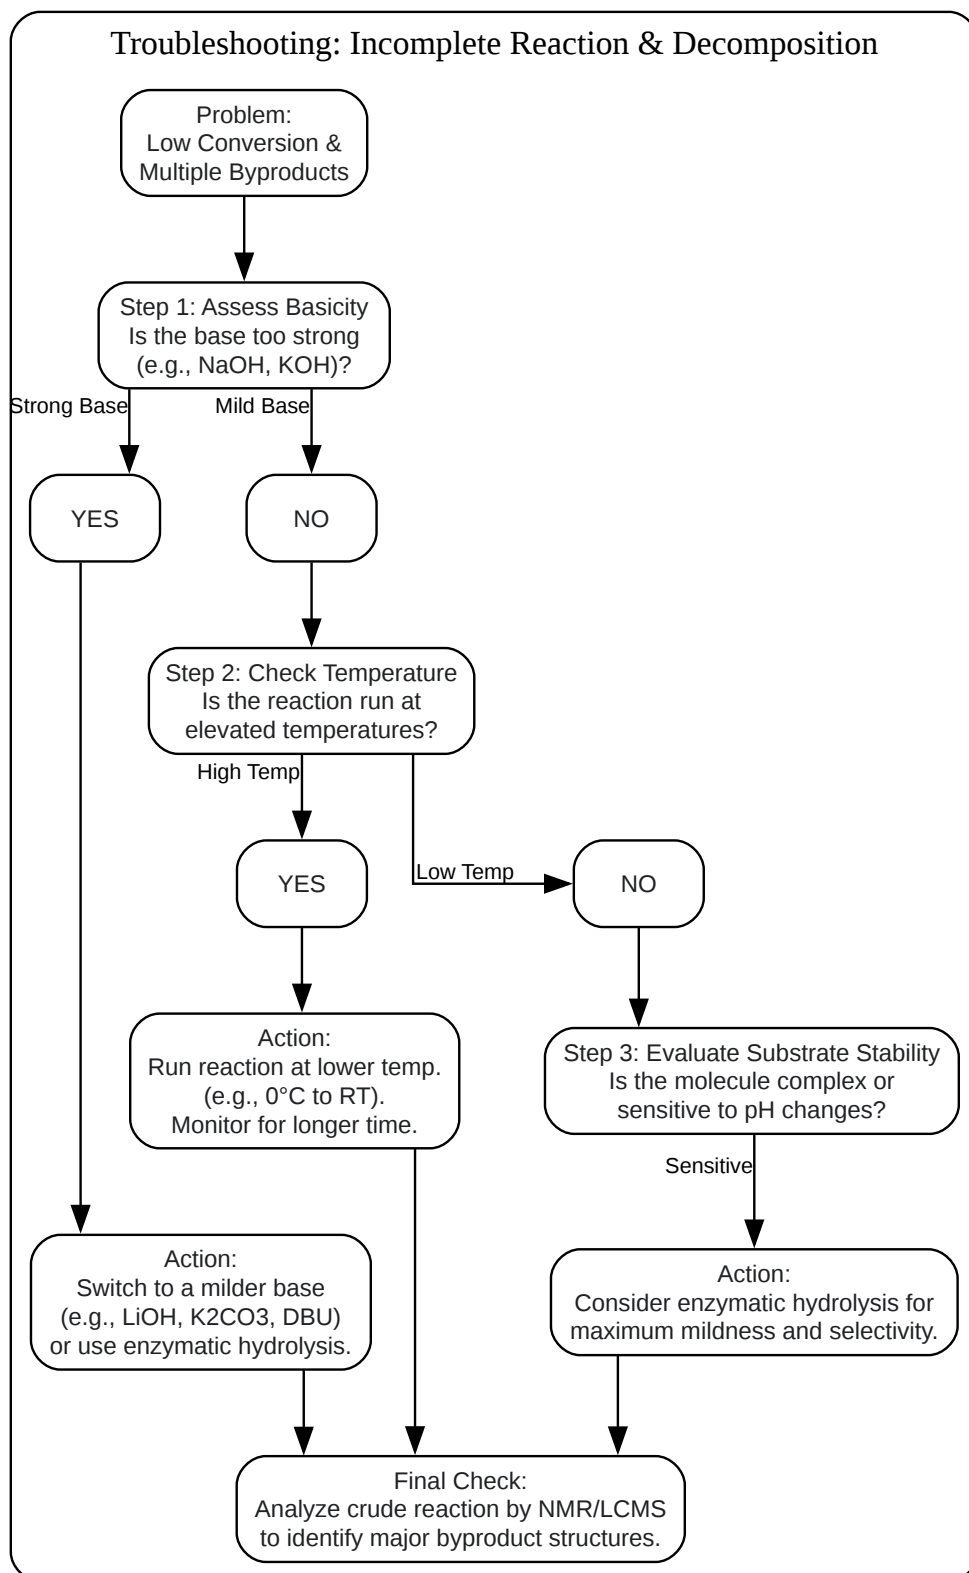 Troubleshooting: Incomplete Reaction & Decomposition
Problem:
Low Conversion &
Multiple Byproducts
Step 1: Assess Basicity
Is the base too strong
(e.g., NaOH, KOH)?
Strong Base
Mild Base
YES
NO
Step 2: Check Temperature
Is the reaction run at
elevated temperatures?
High Temp
Low Temp
YES
NO
Action:
Run reaction at lower temp.
(e.g., 0°C to RT).
Monitor for longer time.
Step 3: Evaluate Substrate Stability
Is the molecule complex or
sensitive to pH changes?
Sensitive
Action:
Switch to a milder base
(e.g., LiOH, K2CO3, DBU)
or use enzymatic hydrolysis.
Action:
Consider enzymatic hydrolysis for
maximum mildness and selectivity.
Final Check:
Analyze crude reaction by NMR/LCMS
to identify major byproduct structures.